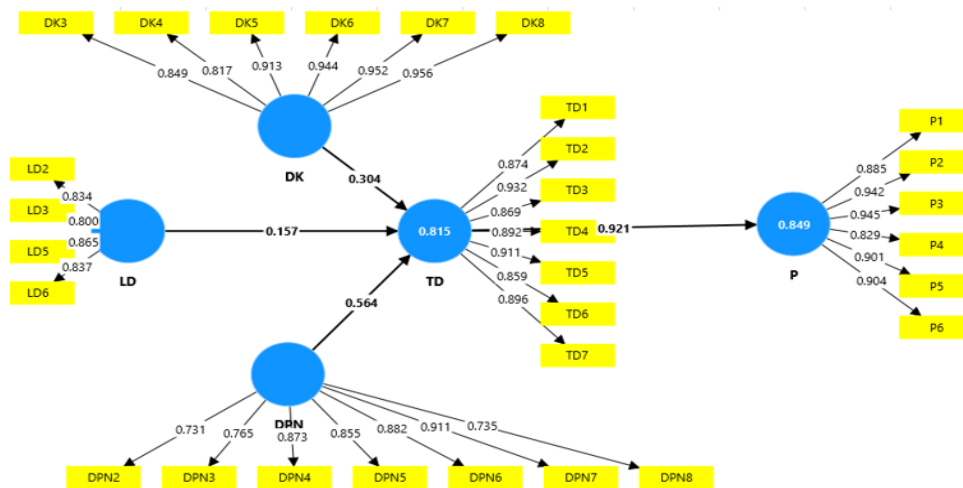 DK3 DK4 DK5 DK6 DK7 DK8
0.849 0.817 0.913 0.944 0.952 0.956
DK
LD2
LD3
LD5
LD6
0.834
0.800
0.865
0.837
LD
0.304
0.157
0.564
0.815
TD
TD1
TD2
TD3
TD4
TD5
TD6
TD7
0.874
0.932
0.869
0.892
0.911
0.859
0.896
0.921
0.849
P
P1
P2
P3
P4
P5
P6
0.885
0.942
0.945
0.829
0.901
0.904
DPN
0.731 0.765 0.873 0.855 0.882 0.911 0.735
DPN2 DPN3 DPN4 DPN5 DPN6 DPN7 DPN8